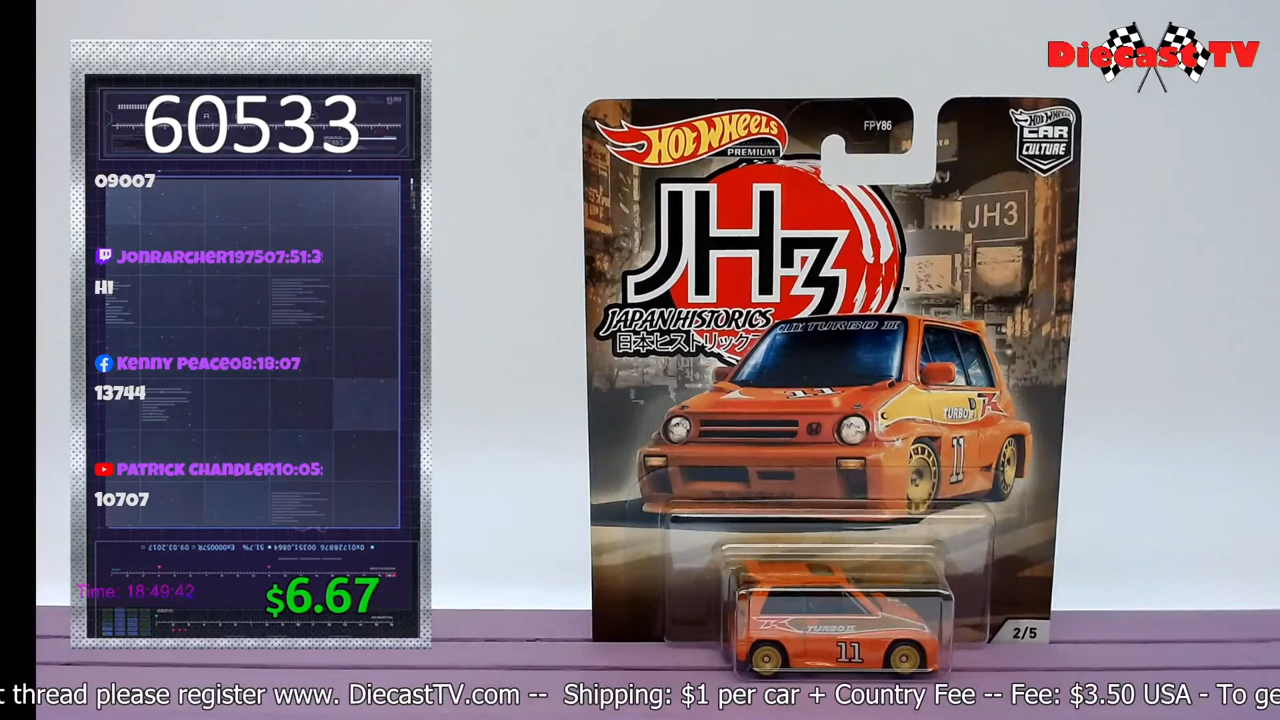 Diecast TV
60533
09007
JonRarcher197507:51:3
HI
Kenny Peace08:18:07
13744
Patrick Chandler10:05:
10707
Time: 18:49:42
$6.67
HOT WHEELS
PREMIUM
FPY86
HOT WHEELS
CAR
CULTURE
JH3
JH3
JAPAN HISTORICS
日本ヒストリック
TURBO II
11
TURBO
11
TURBO II
11
2/5
t thread please register www. DiecastTV.com -- Shipping: $1 per car + Country Fee -- Fee: $3.50 USA - To ge